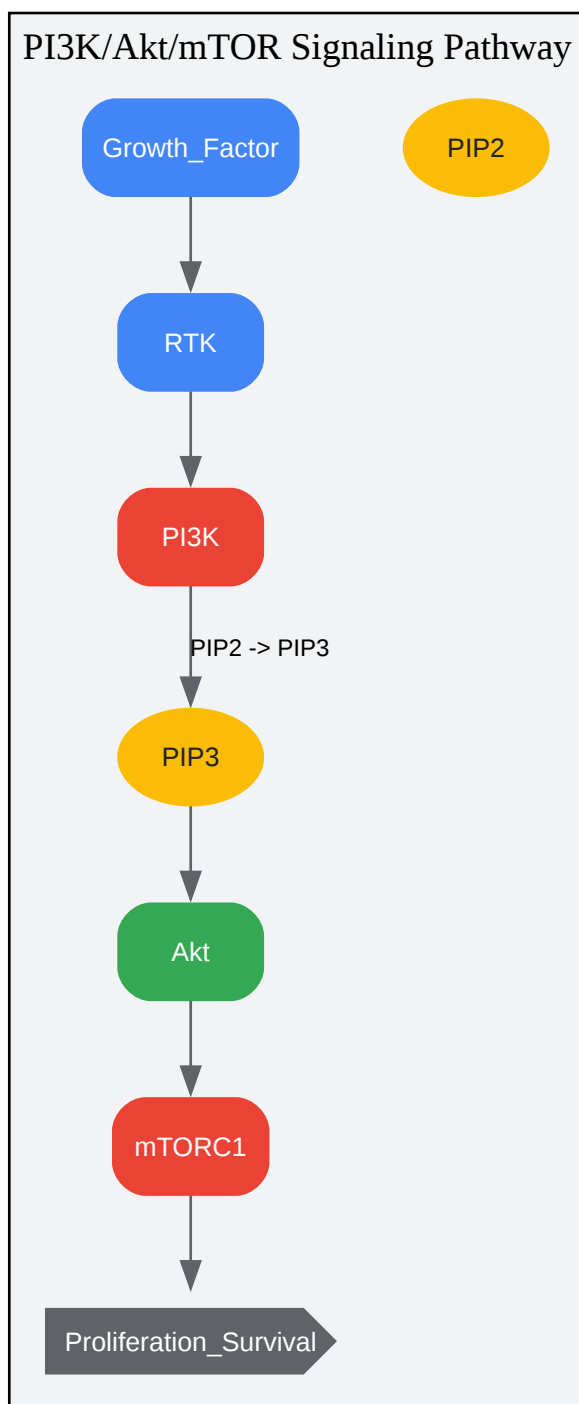 PI3K/Akt/mTOR Signaling Pathway
Growth_Factor
PIP2
RTK
PI3K
PIP2 -> PIP3
PIP3
Akt
mTORC1
Proliferation_Survival